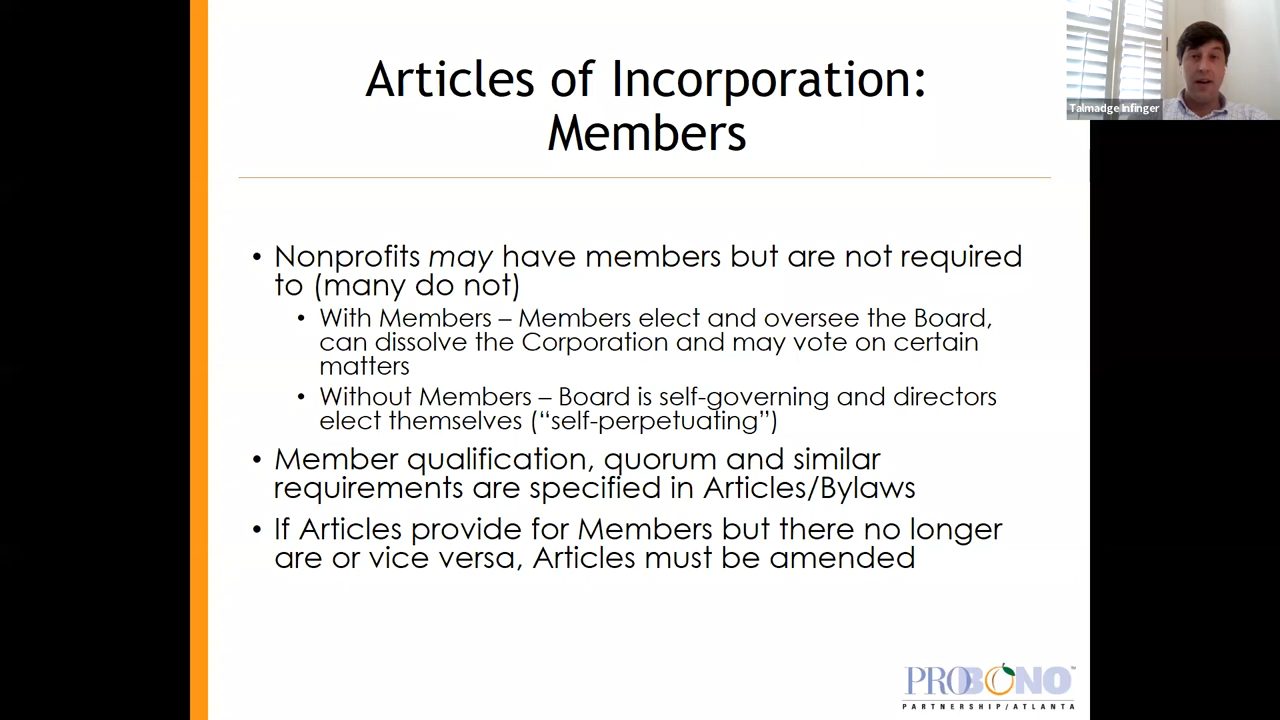 Articles of Incorporation:
Members
Talmadge Infinger
• Nonprofits may have members but are not required
to (many do not)
• With Members – Members elect and oversee the Board,
can dissolve the Corporation and may vote on certain
matters
• Without Members – Board is self-governing and directors
elect themselves (“self-perpetuating”)
• Member qualification, quorum and similar
requirements are specified in Articles/Bylaws
• If Articles provide for Members but there no longer
are or vice versa, Articles must be amended
PROBONO™
PARTNERSHIP/ATLANTA